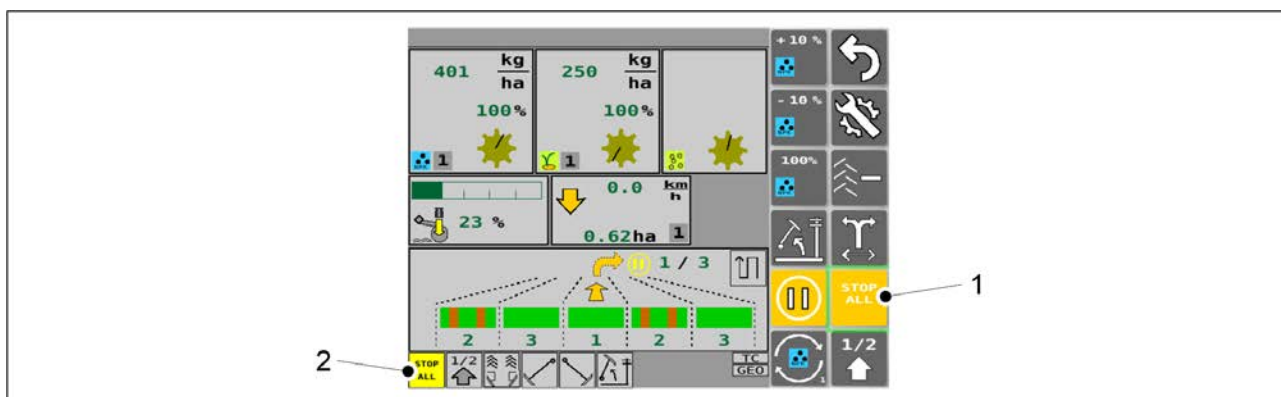 + 10 %
401 kg/ha
250 kg/ha
100%
100%
- 10 %
1
1
100%
0.0 km/h
23 %
0.62ha 1
1 / 3
STOP ALL
1
2 3 1 2 3
2
STOP ALL
1/2
TC
GEO
1
1/2